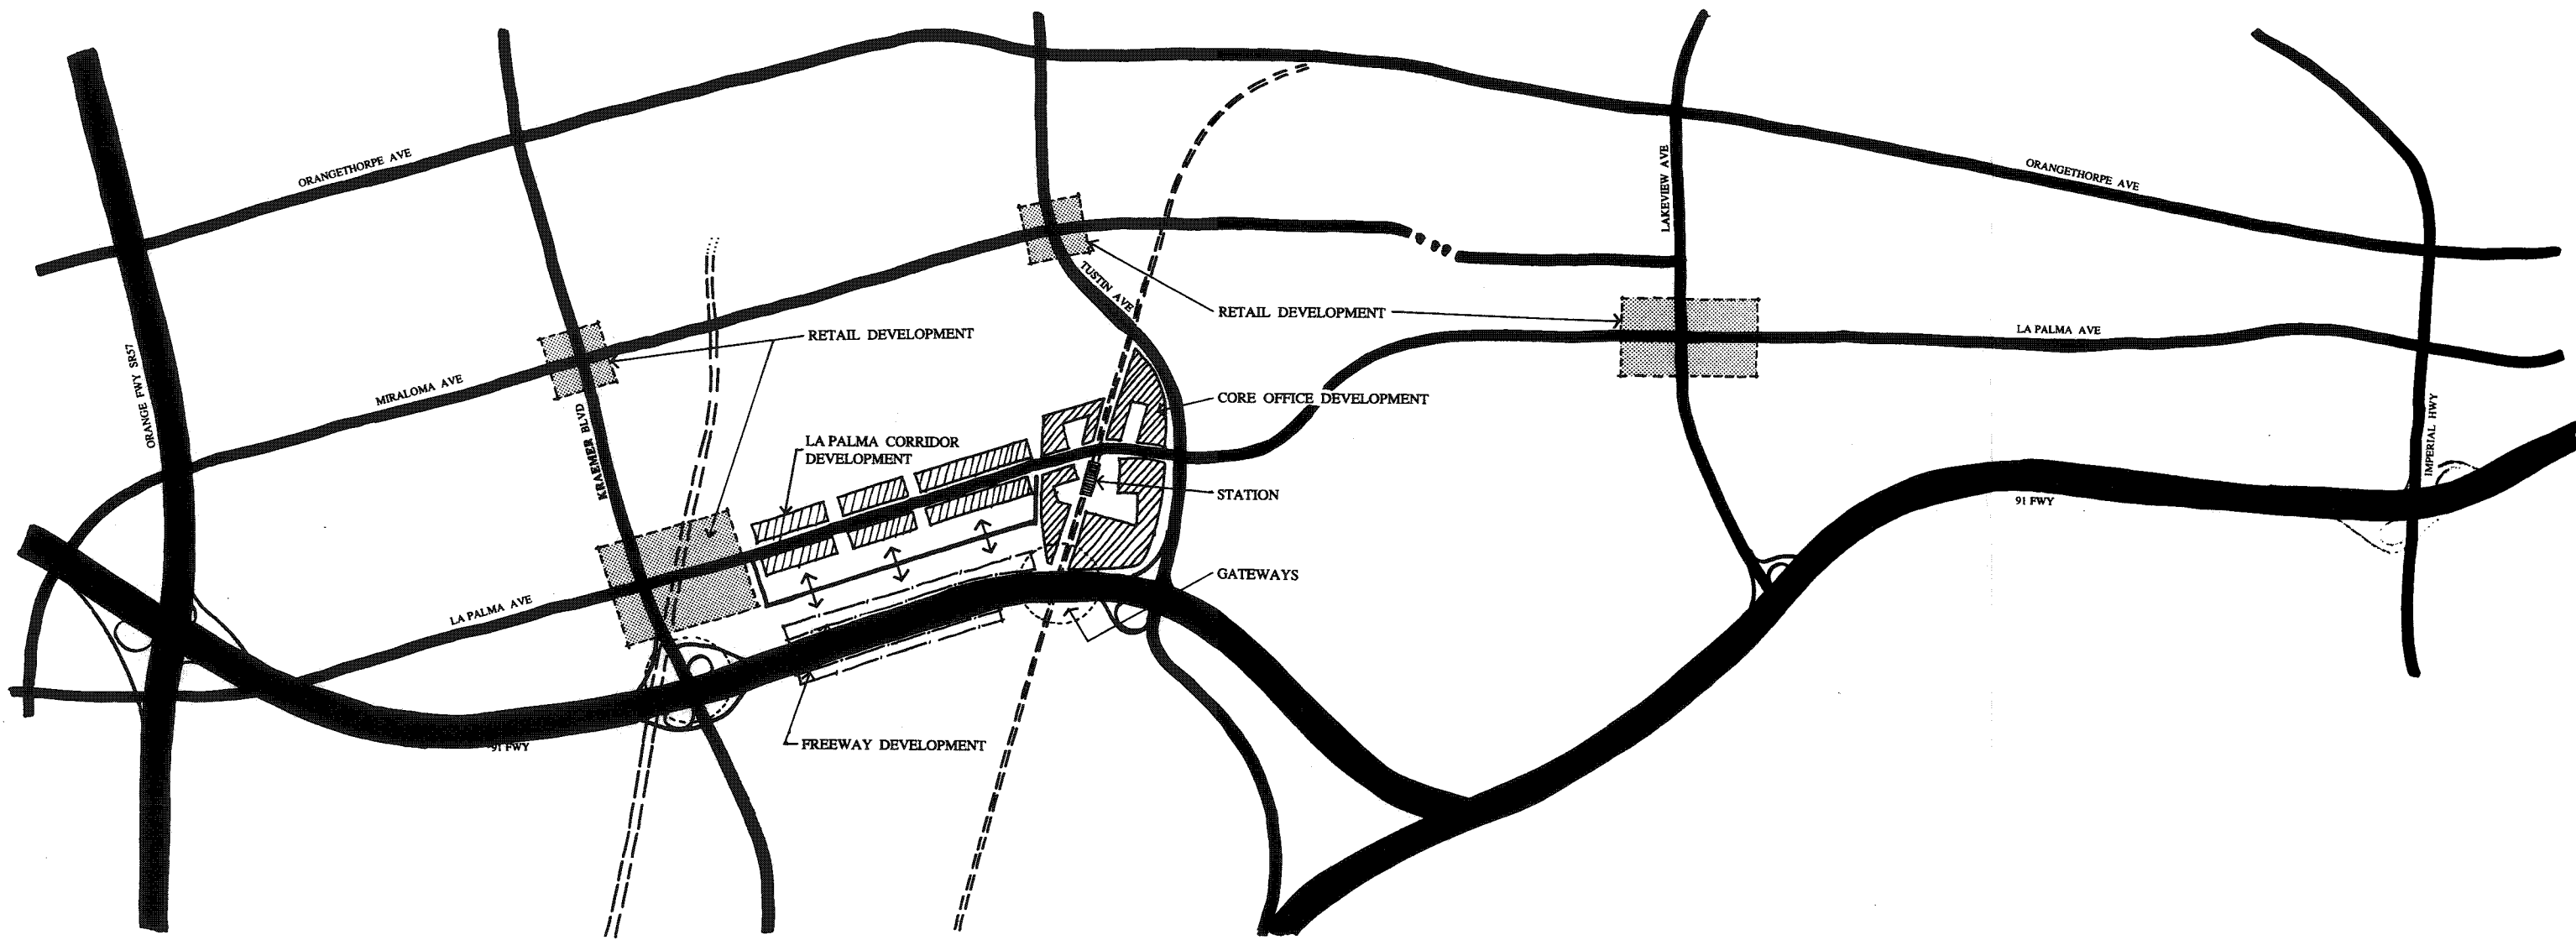 ORANGETHORPE AVE
ORANGETHORPE AVE
LAKEVIEW AVE
TUSTIN AVE
RETAIL DEVELOPMENT
RETAIL DEVELOPMENT
LA PALMA AVE
ORANGE FWY SR57
MIRALOMA AVE
KRAEMER BLVD
CORE OFFICE DEVELOPMENT
LA PALMA CORRIDOR
DEVELOPMENT
IMPERIAL HWY
STATION
91 FWY
GATEWAYS
LA PALMA AVE
91 FWY
FREEWAY DEVELOPMENT